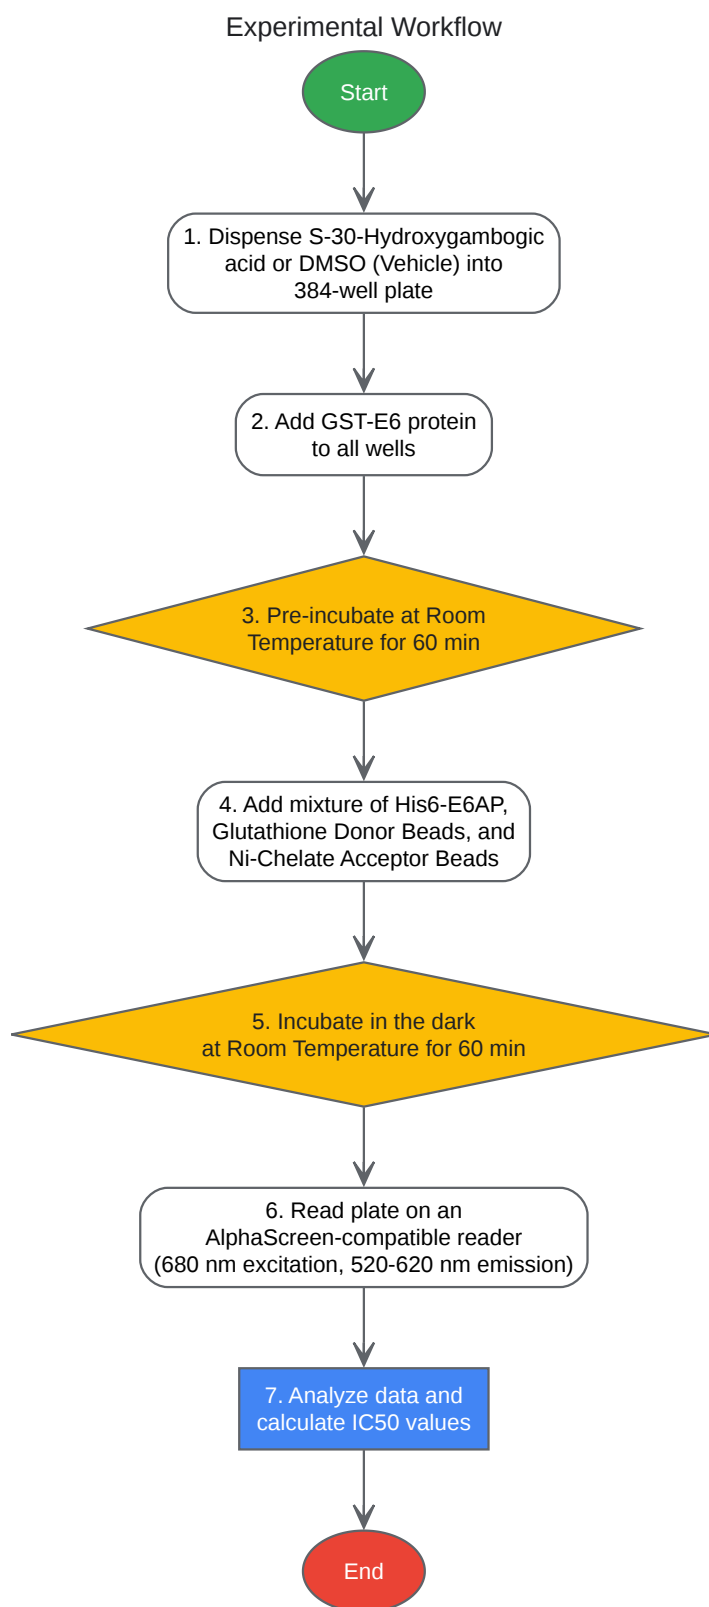 Experimental Workflow
Start
1. Dispense S-30-Hydroxygambogic
acid or DMSO (Vehicle) into
384-well plate
2. Add GST-E6 protein
to all wells
3. Pre-incubate at Room
Temperature for 60 min
4. Add mixture of His6-E6AP,
Glutathione Donor Beads, and
Ni-Chelate Acceptor Beads
5. Incubate in the dark
at Room Temperature for 60 min
6. Read plate on an
AlphaScreen-compatible reader
(680 nm excitation, 520-620 nm emission)
7. Analyze data and
calculate IC50 values
End